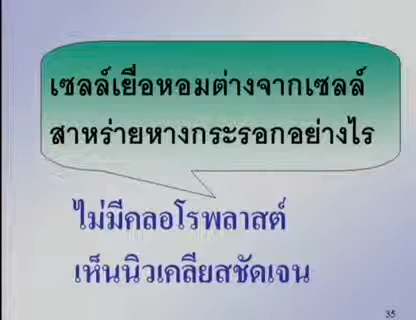 เซลล์เยื่อหอมต่างจากเซลล์
สาหร่ายหางกระรอกอย่างไร
ไม่มีคลอโรพลาสต์
เห็นนิวเคลียสชัดเจน
35